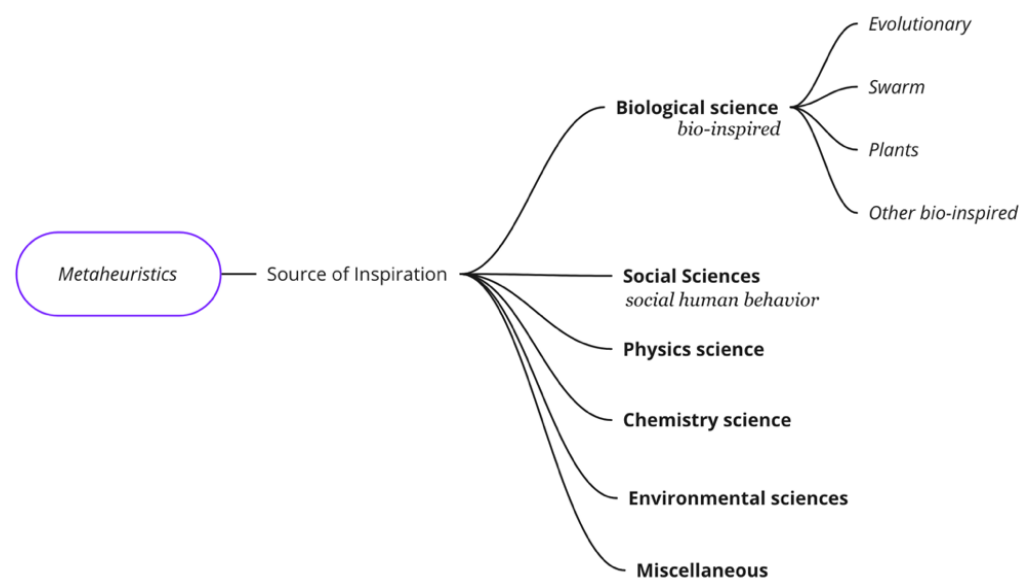 Metaheuristics
Source of Inspiration
Biological science
bio-inspired
Evolutionary
Swarm
Plants
Other bio-inspired
Social Sciences
social human behavior
Physics science
Chemistry science
Environmental sciences
Miscellaneous